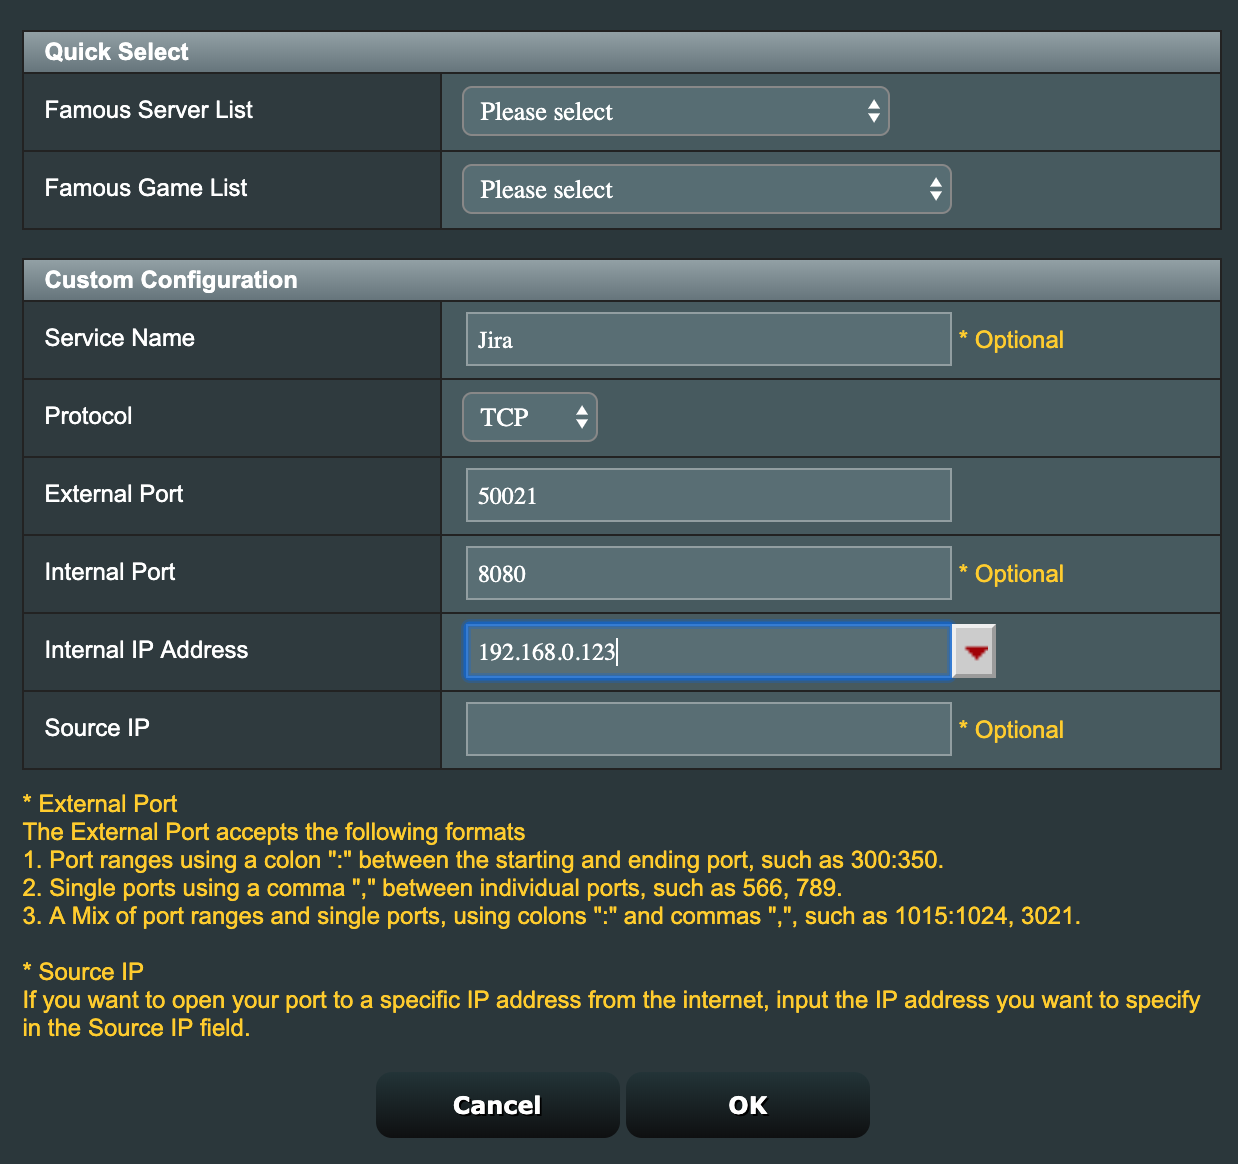 Quick Select
Famous Server List
Please select
Famous Game List
Please select
Custom Configuration
Service Name
Jira
* Optional
Protocol
TCP
External Port
50021
Internal Port
8080
* Optional
Internal IP Address
192.168.0.123
Source IP
* Optional
* External Port
The External Port accepts the following formats
1. Port ranges using a colon ":" between the starting and ending port, such as 300:350.
2. Single ports using a comma "," between individual ports, such as 566, 789.
3. A Mix of port ranges and single ports, using colons ":" and commas ",", such as 1015:1024, 3021.
* Source IP
If you want to open your port to a specific IP address from the internet, input the IP address you want to specify
in the Source IP field.
Cancel
OK